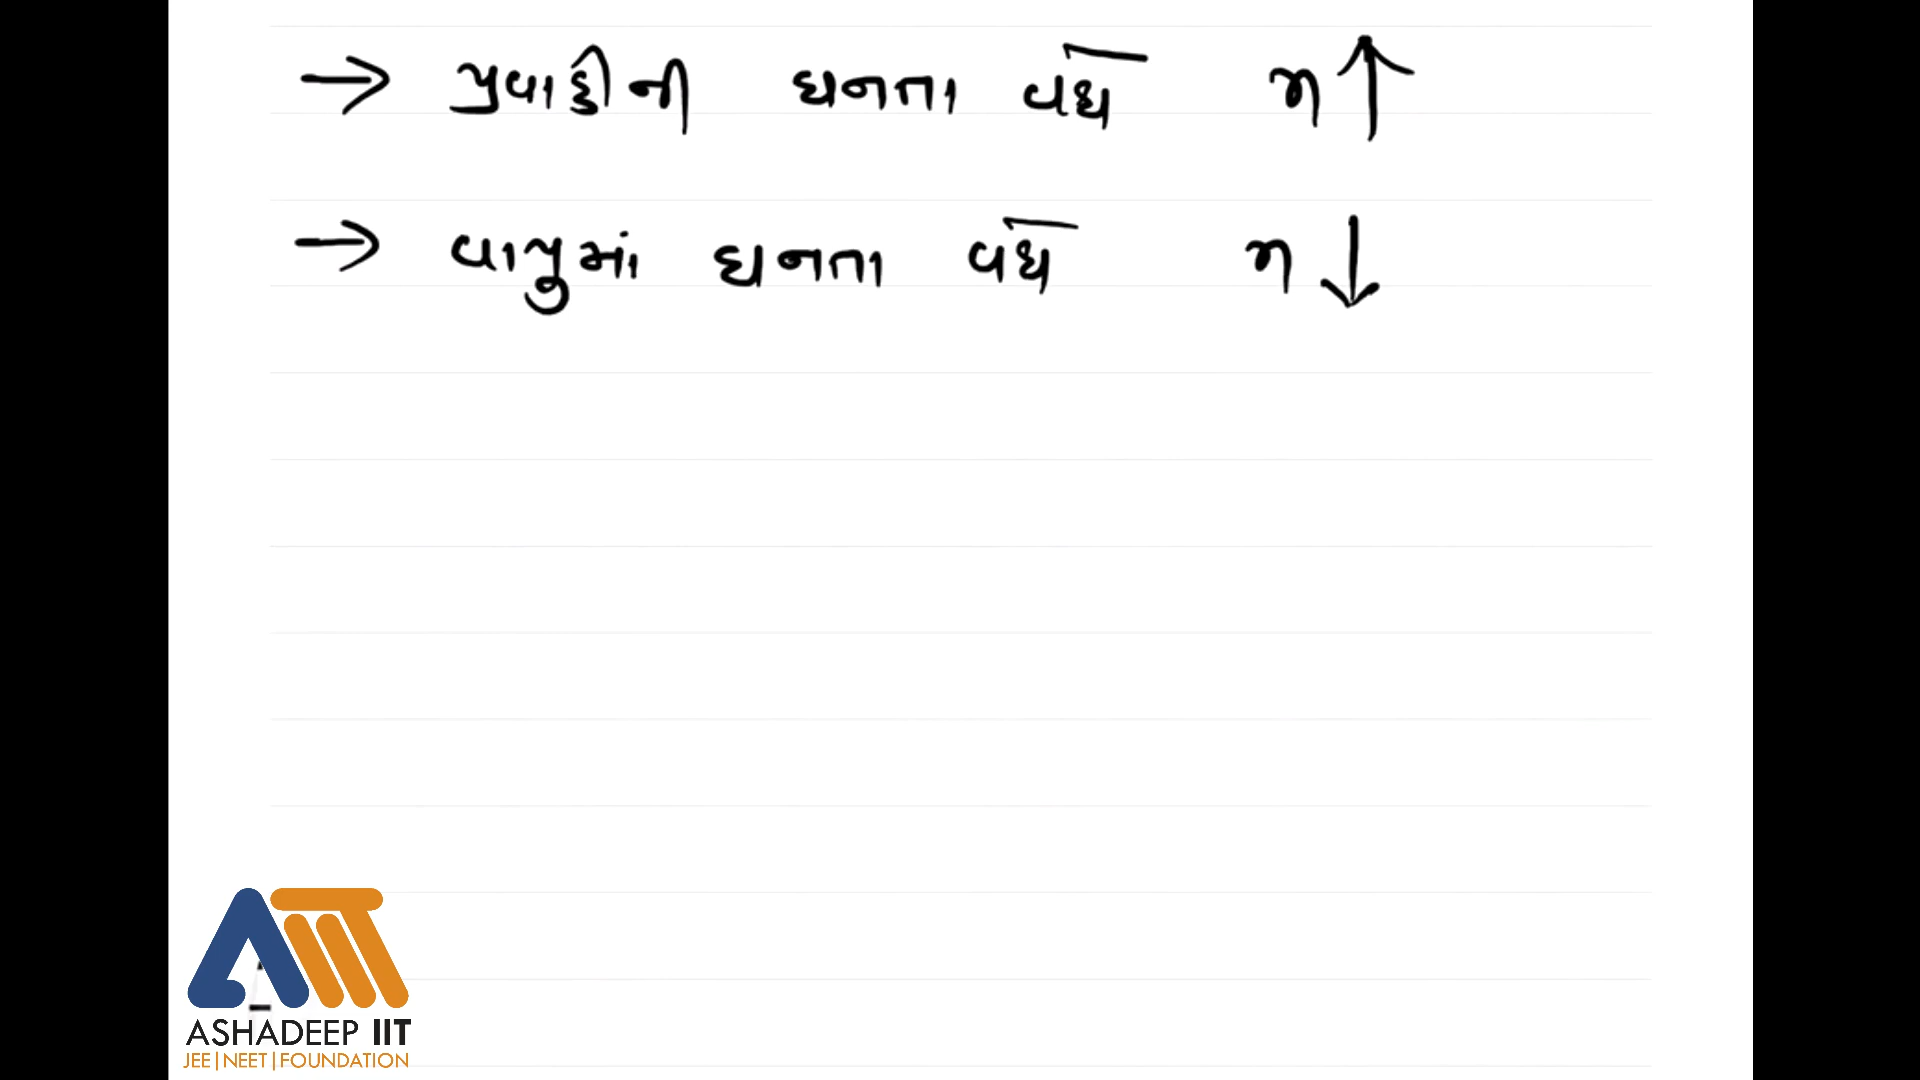 → પ્રવાહીની ઘનતા વધે η ↑
→ વાયુમાં ઘનતા વધે η ↓
ASHADEEP IIT
JEE|NEET|FOUNDATION